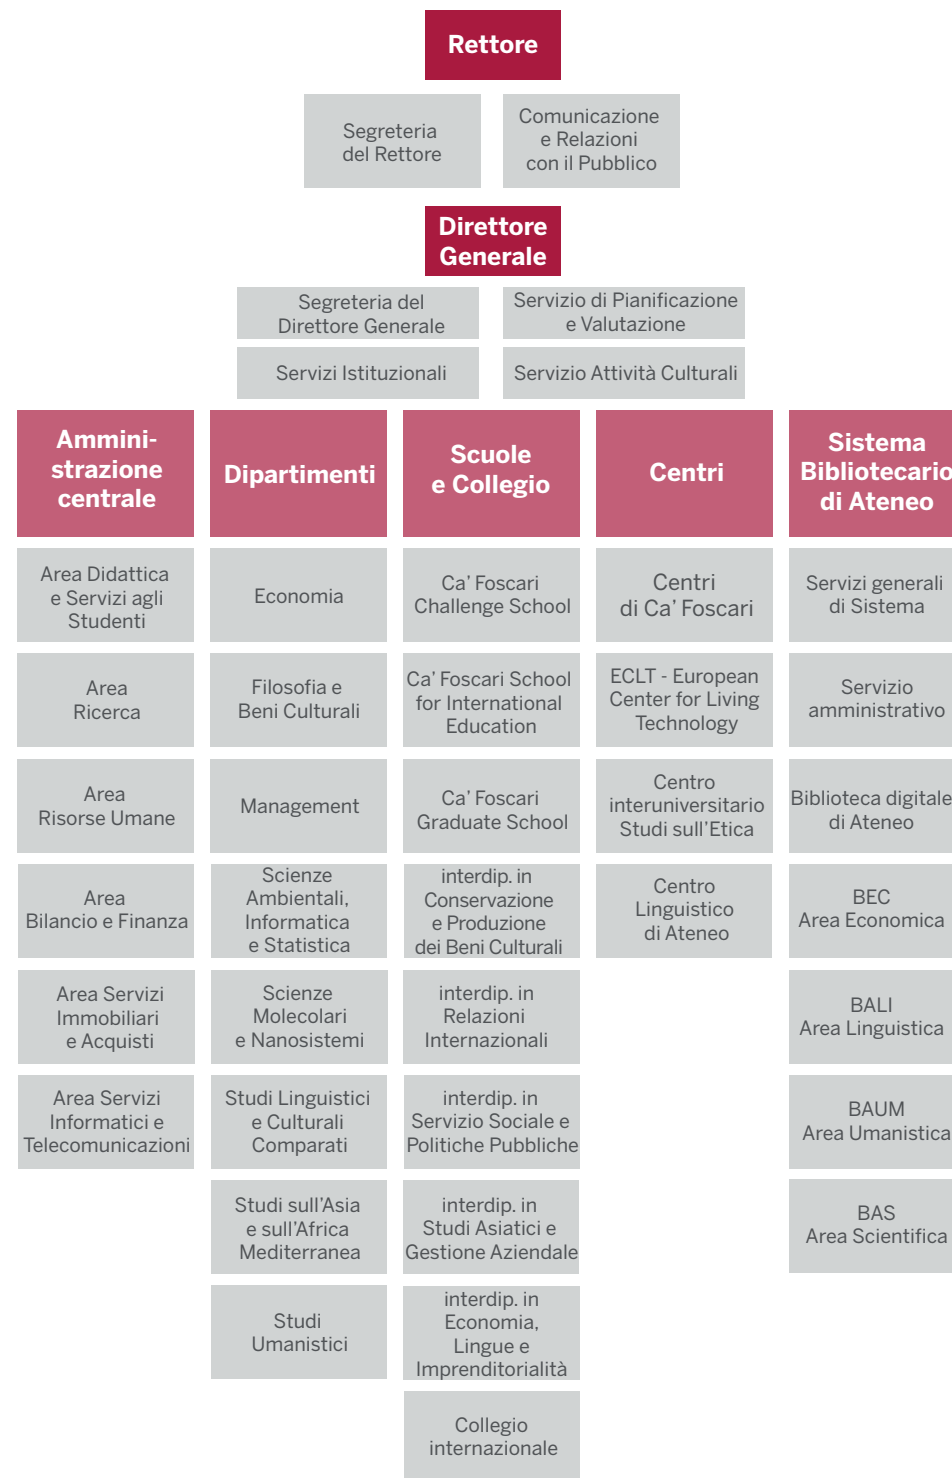 Rettore
Segreteria
del Rettore
Comunicazione
e Relazioni
con il Pubblico
Direttore
Generale
Segreteria del
Direttore Generale
Servizio di Pianificazione
e Valutazione
Servizi Istituzionali
Servizio Attività Culturali
Ammini-
strazione
centrale
Area Didattica
e Servizi agli
Studenti
Area
Ricerca
Area
Risorse Umane
Area
Bilancio e Finanza
Area Servizi
Immobiliari
e Acquisti
Area Servizi
Informatici e
Telecomunicazioni
Dipartimenti
Economia
Filosofia e
Beni Culturali
Management
Scienze
Ambientali,
Informatica
e Statistica
Scienze
Molecolari
e Nanosistemi
Studi Linguistici
e Culturali
Comparati
Studi sull'Asia
e sull'Africa
Mediterranea
Studi
Umanistici
Scuole
e Collegio
Ca' Foscari
Challenge School
Ca' Foscari School
for International
Education
Ca' Foscari
Graduate School
interdip. in
Conservazione
e Produzione
dei Beni Culturali
interdip. in
Relazioni
Internazionali
interdip. in
Servizio Sociale e
Politiche Pubbliche
interdip. in
Studi Asiatici e
Gestione Aziendale
interdip. in
Economia,
Lingue e
Imprenditorialità
Collegio
internazionale
Centri
Centri
di Ca' Foscari
ECLT - European
Center for Living
Technology
Centro
interuniversitario
Studi sull'Etica
Centro
Linguistico
di Ateneo
Sistema
Bibliotecario
di Ateneo
Servizi generali
di Sistema
Servizio
amministrativo
Biblioteca digitale
di Ateneo
BEC
Area Economica
BALI
Area Linguistica
BAUM
Area Umanistica
BAS
Area Scientifica